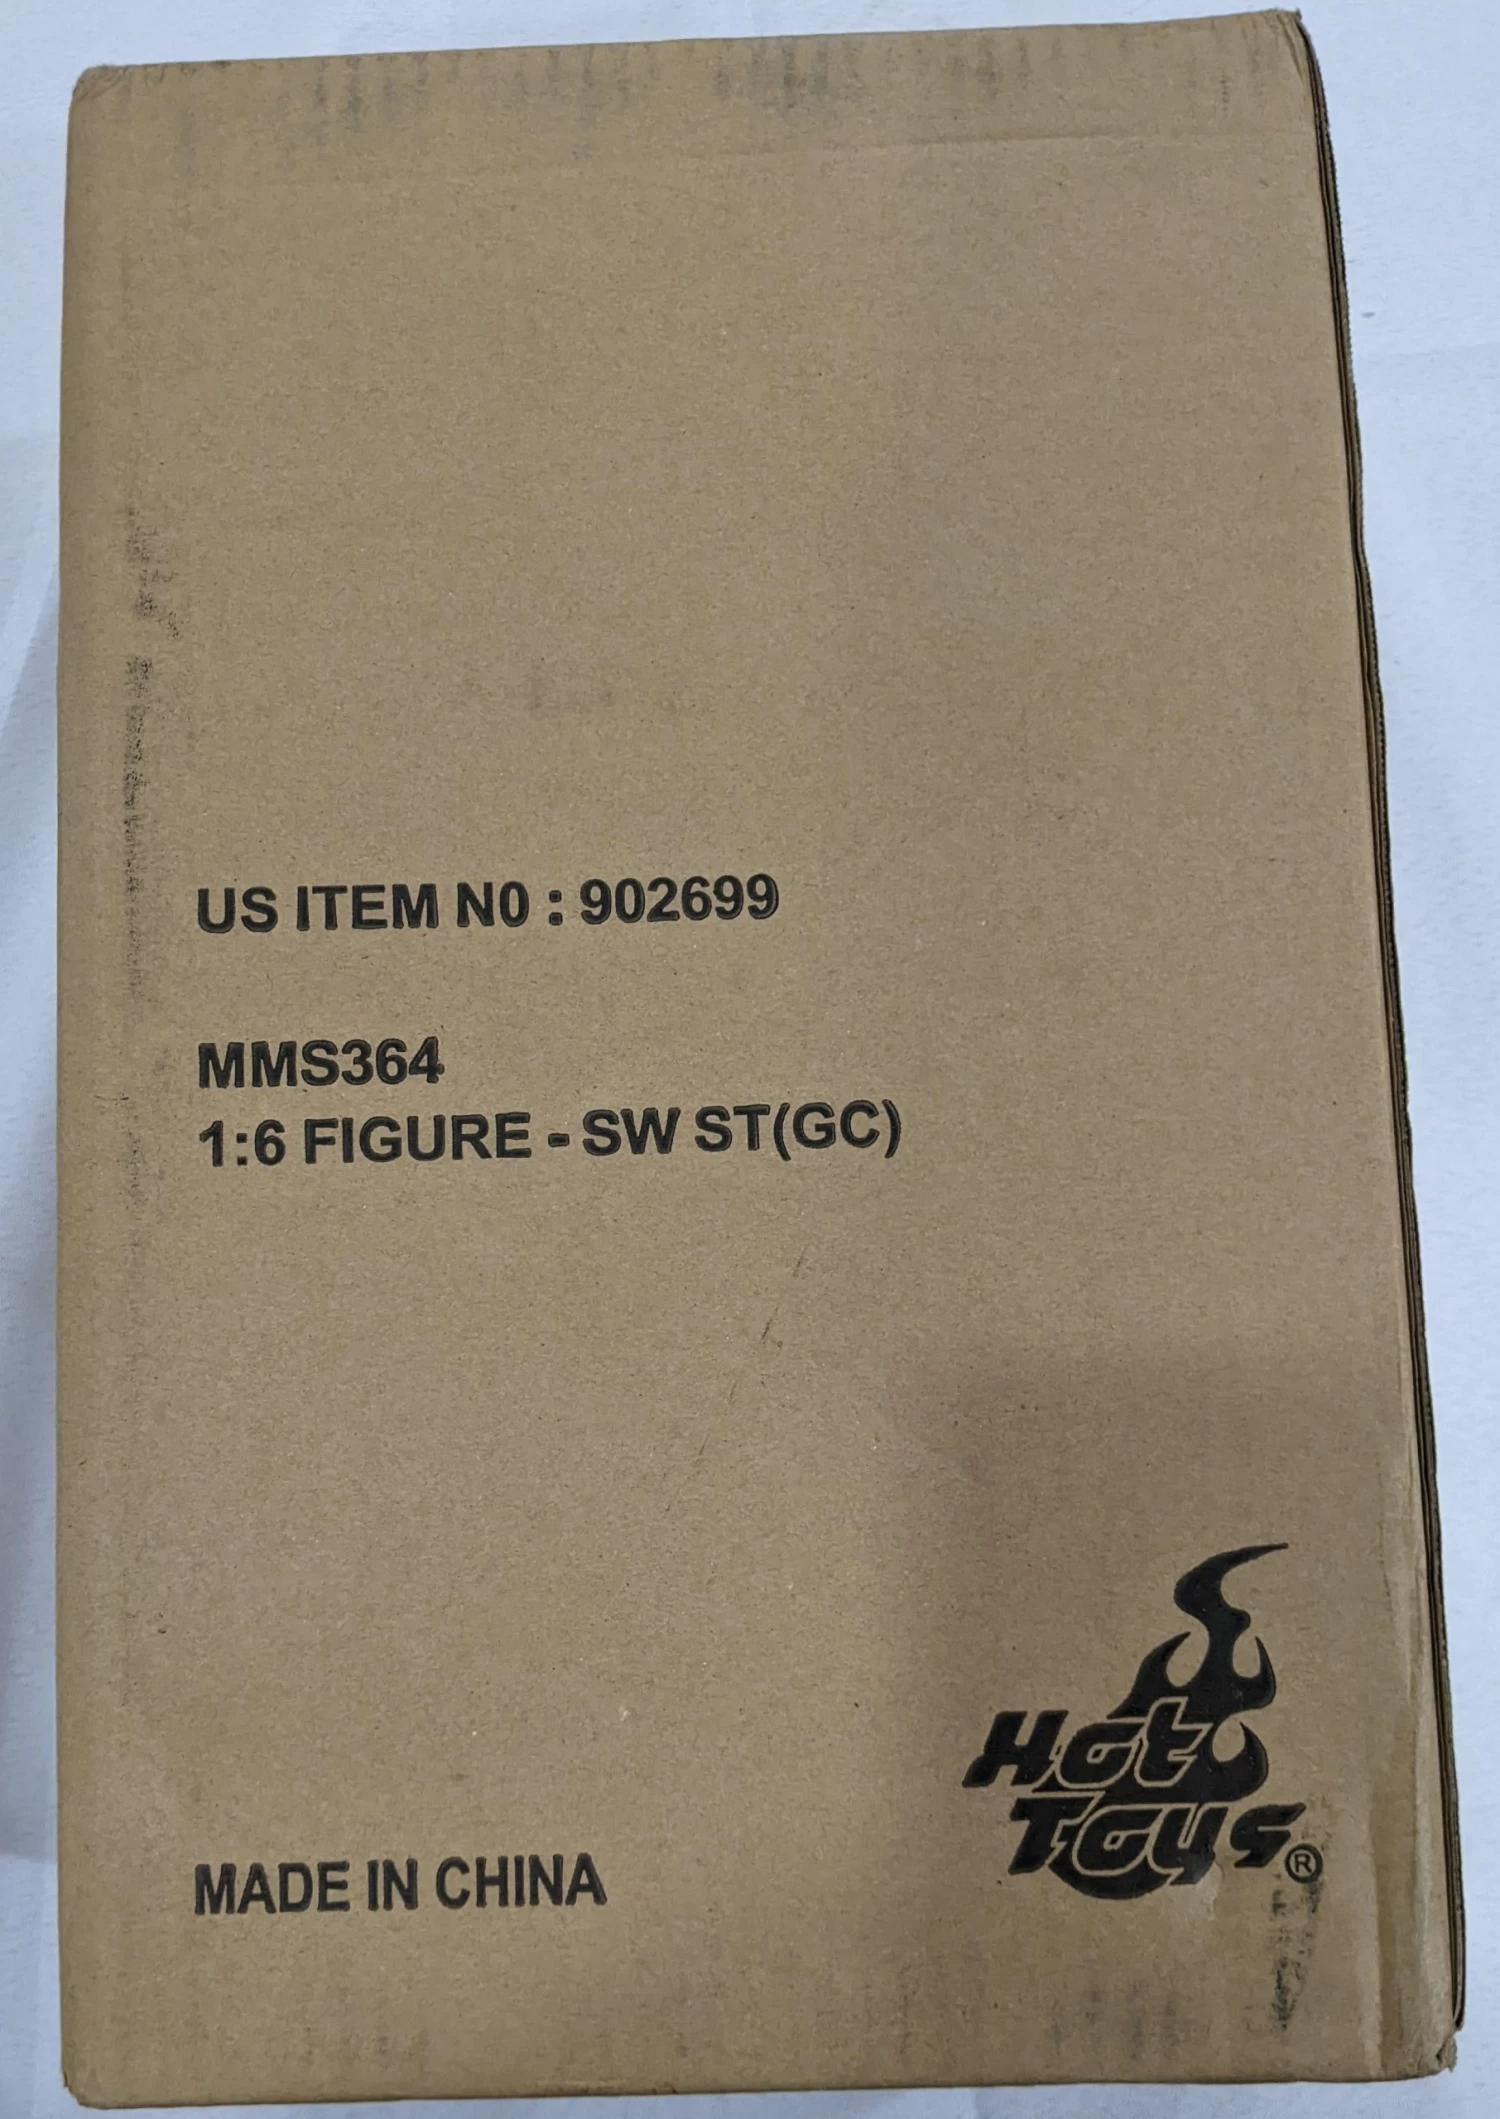 US ITEM N0 : 902699
MMS364
1:6 FIGURE - SW ST(GC)
Hot
Toys®
MADE IN CHINA